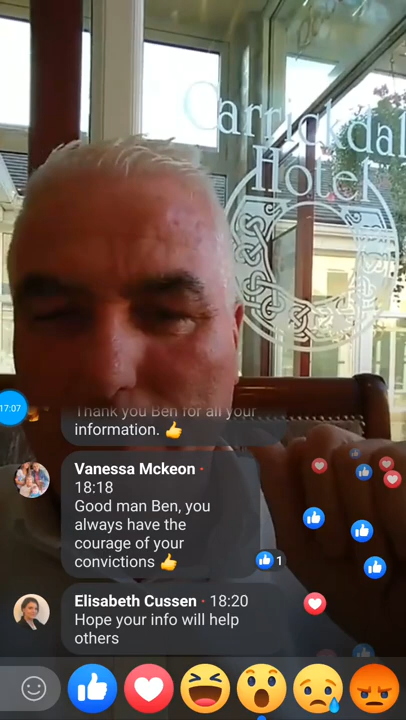 Carrickdal
Hotel
17:07
Thank you Ben for all your
information. 👍
Vanessa Mckeon ·
18:18
Good man Ben, you
always have the
courage of your
convictions 👍
1
Elisabeth Cussen · 18:20
Hope your info will help
others